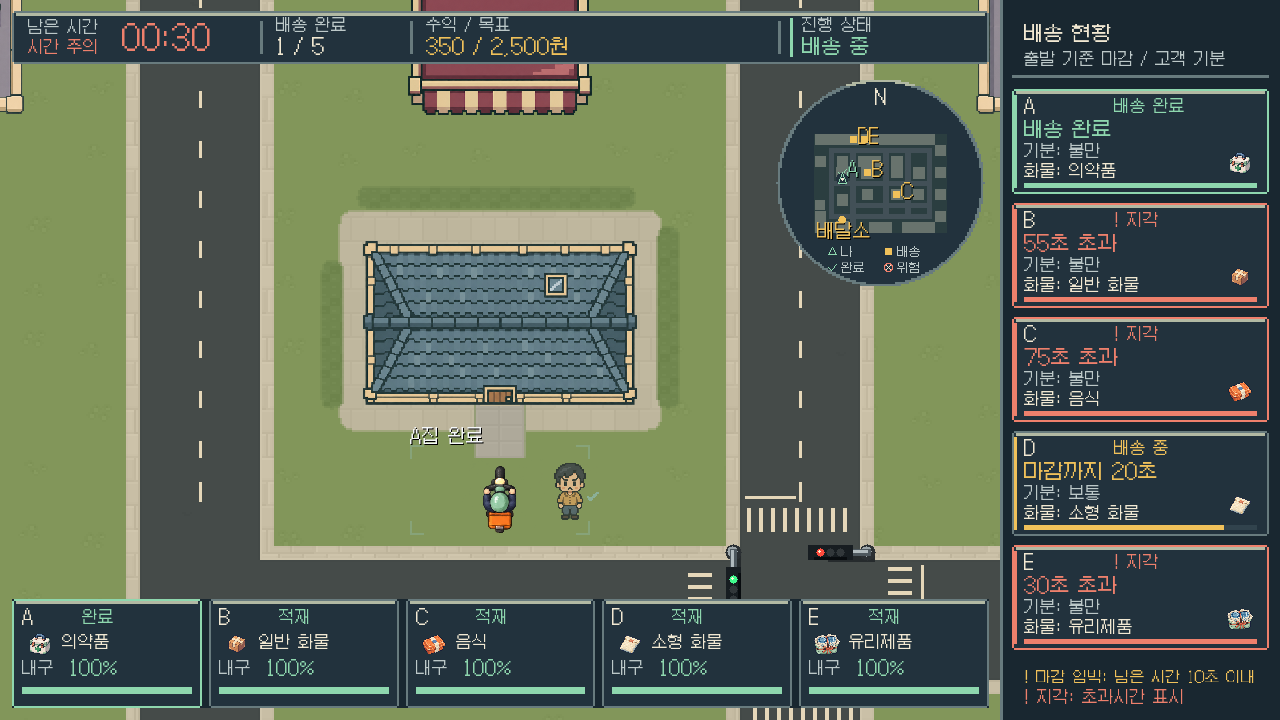 남은 시간
시간 주의
00:30
배송 완료
1 / 5
수익 / 목표
350 / 2,500원
진행 상태
배송 중
배송 현황
출발 기준 마감 / 고객 기분
A 배송 완료
배송 완료
기분: 불만
화물: 의약품
B ! 지각
55초 초과
기분: 불만
화물: 일반 화물
C ! 지각
75초 초과
기분: 불만
화물: 음식
D 배송 중
마감까지 20초
기분: 보통
화물: 소형 화물
E ! 지각
30초 초과
기분: 불만
화물: 유리제품
! 마감 임박: 남은 시간 10초 이내
! 지각: 초과시간 표시
N
D E
A B
C
배달소
나 배송
완료 위험
A집 완료
A 완료
의약품
내구 100%
B 적재
일반 화물
내구 100%
C 적재
음식
내구 100%
D 적재
소형 화물
내구 100%
E 적재
유리제품
내구 100%